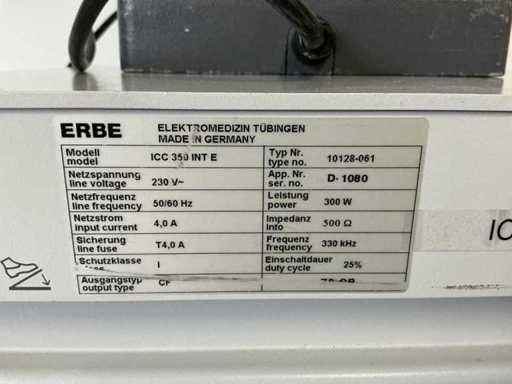 ERBE ELEKTROMEDIZIN TÜBINGEN
MADE IN GERMANY
Modell
model
ICC 350 INT E
Typ Nr.
type no.
10128-061
Netzspannung
line voltage
230 V~
App. Nr.
ser. no.
D-1080
Netzfrequenz
line frequency
50/60 Hz
Leistung
power
300 W
Netzstrom
input current
4,0 A
Impedanz
info
500 Ω
Sicherung
line fuse
T4,0 A
Frequenz
frequency
330 kHz
Schutzklasse
I
Einschaltdauer
duty cycle
25%
Ausgangstyp
output type
CF